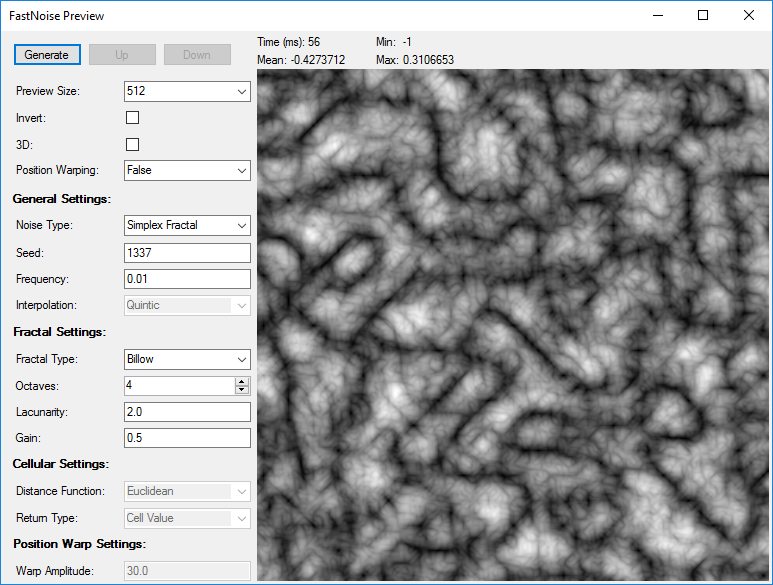 FastNoise Preview
Generate Up Down
Time (ms): 56 Min: -1
Mean: -0.4273712 Max: 0.3106653
Preview Size: 512
Invert:
3D:
Position Warping: False
General Settings:
Noise Type: Simplex Fractal
Seed: 1337
Frequency: 0.01
Interpolation: Quintic
Fractal Settings:
Fractal Type: Billow
Octaves: 4
Lacunarity: 2.0
Gain: 0.5
Cellular Settings:
Distance Function: Euclidean
Return Type: Cell Value
Position Warp Settings:
Warp Amplitude: 30.0